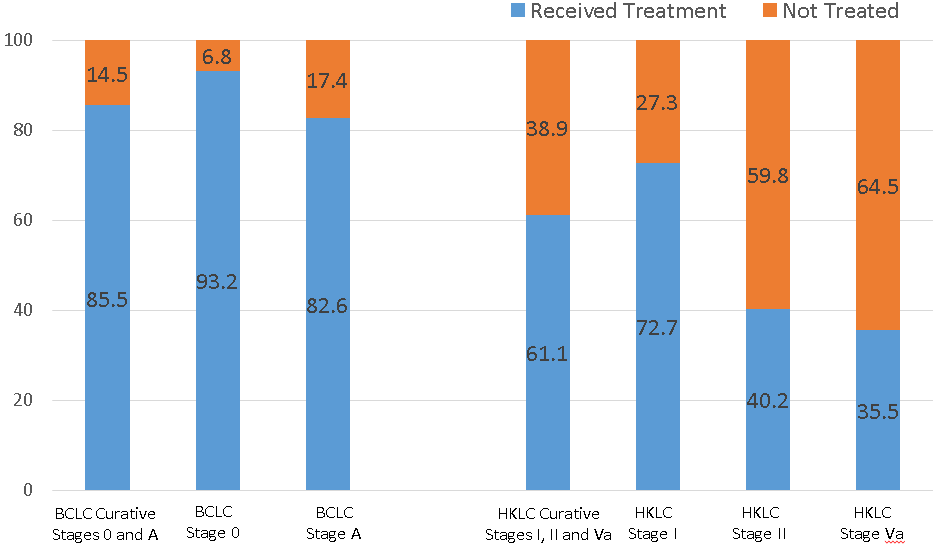 Received Treatment Not Treated
100
14.5 6.8 17.4 38.9 27.3 59.8 64.5
80
60
85.5 93.2 82.6 61.1 72.7 40.2 35.5
40
20
0
BCLC Curative
Stages 0 and A
BCLC
Stage 0
BCLC
Stage A
HKLC Curative
Stages I, II and Va
HKLC
Stage I
HKLC
Stage II
HKLC
Stage Va